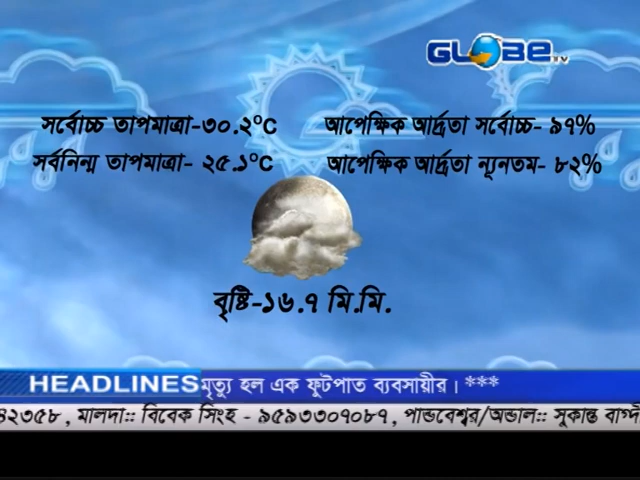 GLOBE TV
সর্বোচ্চ তাপমাত্রা-৩০.২°C
আপেক্ষিক আর্দ্রতা সর্বোচ্চ- ৯৭%
সর্বনিন্ম তাপমাত্রা- ২৫.১°C
আপেক্ষিক আর্দ্রতা ন্যূনতম- ৮২%
বৃষ্টি-১৬.৭ মি.মি.
HEADLINES মৃত্যু হল এক ফুটপাত ব্যবসায়ীর। ***
৪২৩৫৮, মালদা:: বিবেক সিংহ - ৯৫৯৩৩০৭০৮৭, পান্ডবেশ্বর/অন্ডাল:: সুকান্ত বাগ্দী